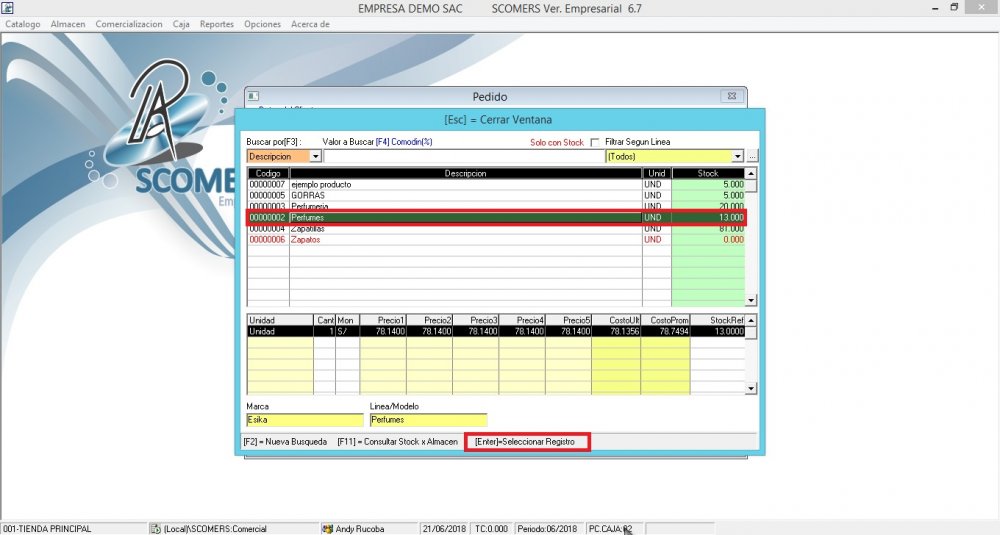 EMPRESA DEMO SAC SCOMERS Ver. Empresarial 6.7
Catalogo Almacen Comercializacion Caja Reportes Opciones Acerca de
Pedido
[Esc] = Cerrar Ventana
Buscar por[F3] : Valor a Buscar [F4] Comodin(%) Solo con Stock Filtrar Segun Linea
Descripcion (Todos) ...
Codigo Descripcion Unid Stock
00000007 ejemplo producto UND 5.000
00000005 GORRAS UND 5.000
00000003 Perfumesia UND 20.000
00000002 Perfumes UND 13.000
00000004 Zapatillas UND 81.000
00000006 Zapatos UND 0.000
SCOMERS
Unidad Cant Mon Precio1 Precio2 Precio3 Precio4 Precio5 CostoUlt CostoProm StockRef
Unidad 1 S/ 78.1400 78.1400 78.1400 78.1400 78.1400 78.1356 78.7494 13.0000
Marca Linea/Modelo
Esika Perfumes
[F2] = Nueva Busqueda [F11] = Consultar Stock x Almacen [Enter]=Seleccionar Registro
001-TIENDA PRINCIPAL (Local)\SCOMERS:Comercial Andy Rucoba 21/06/2018 TC:0.000 Periodo:06/2018 PC.CAJA:02